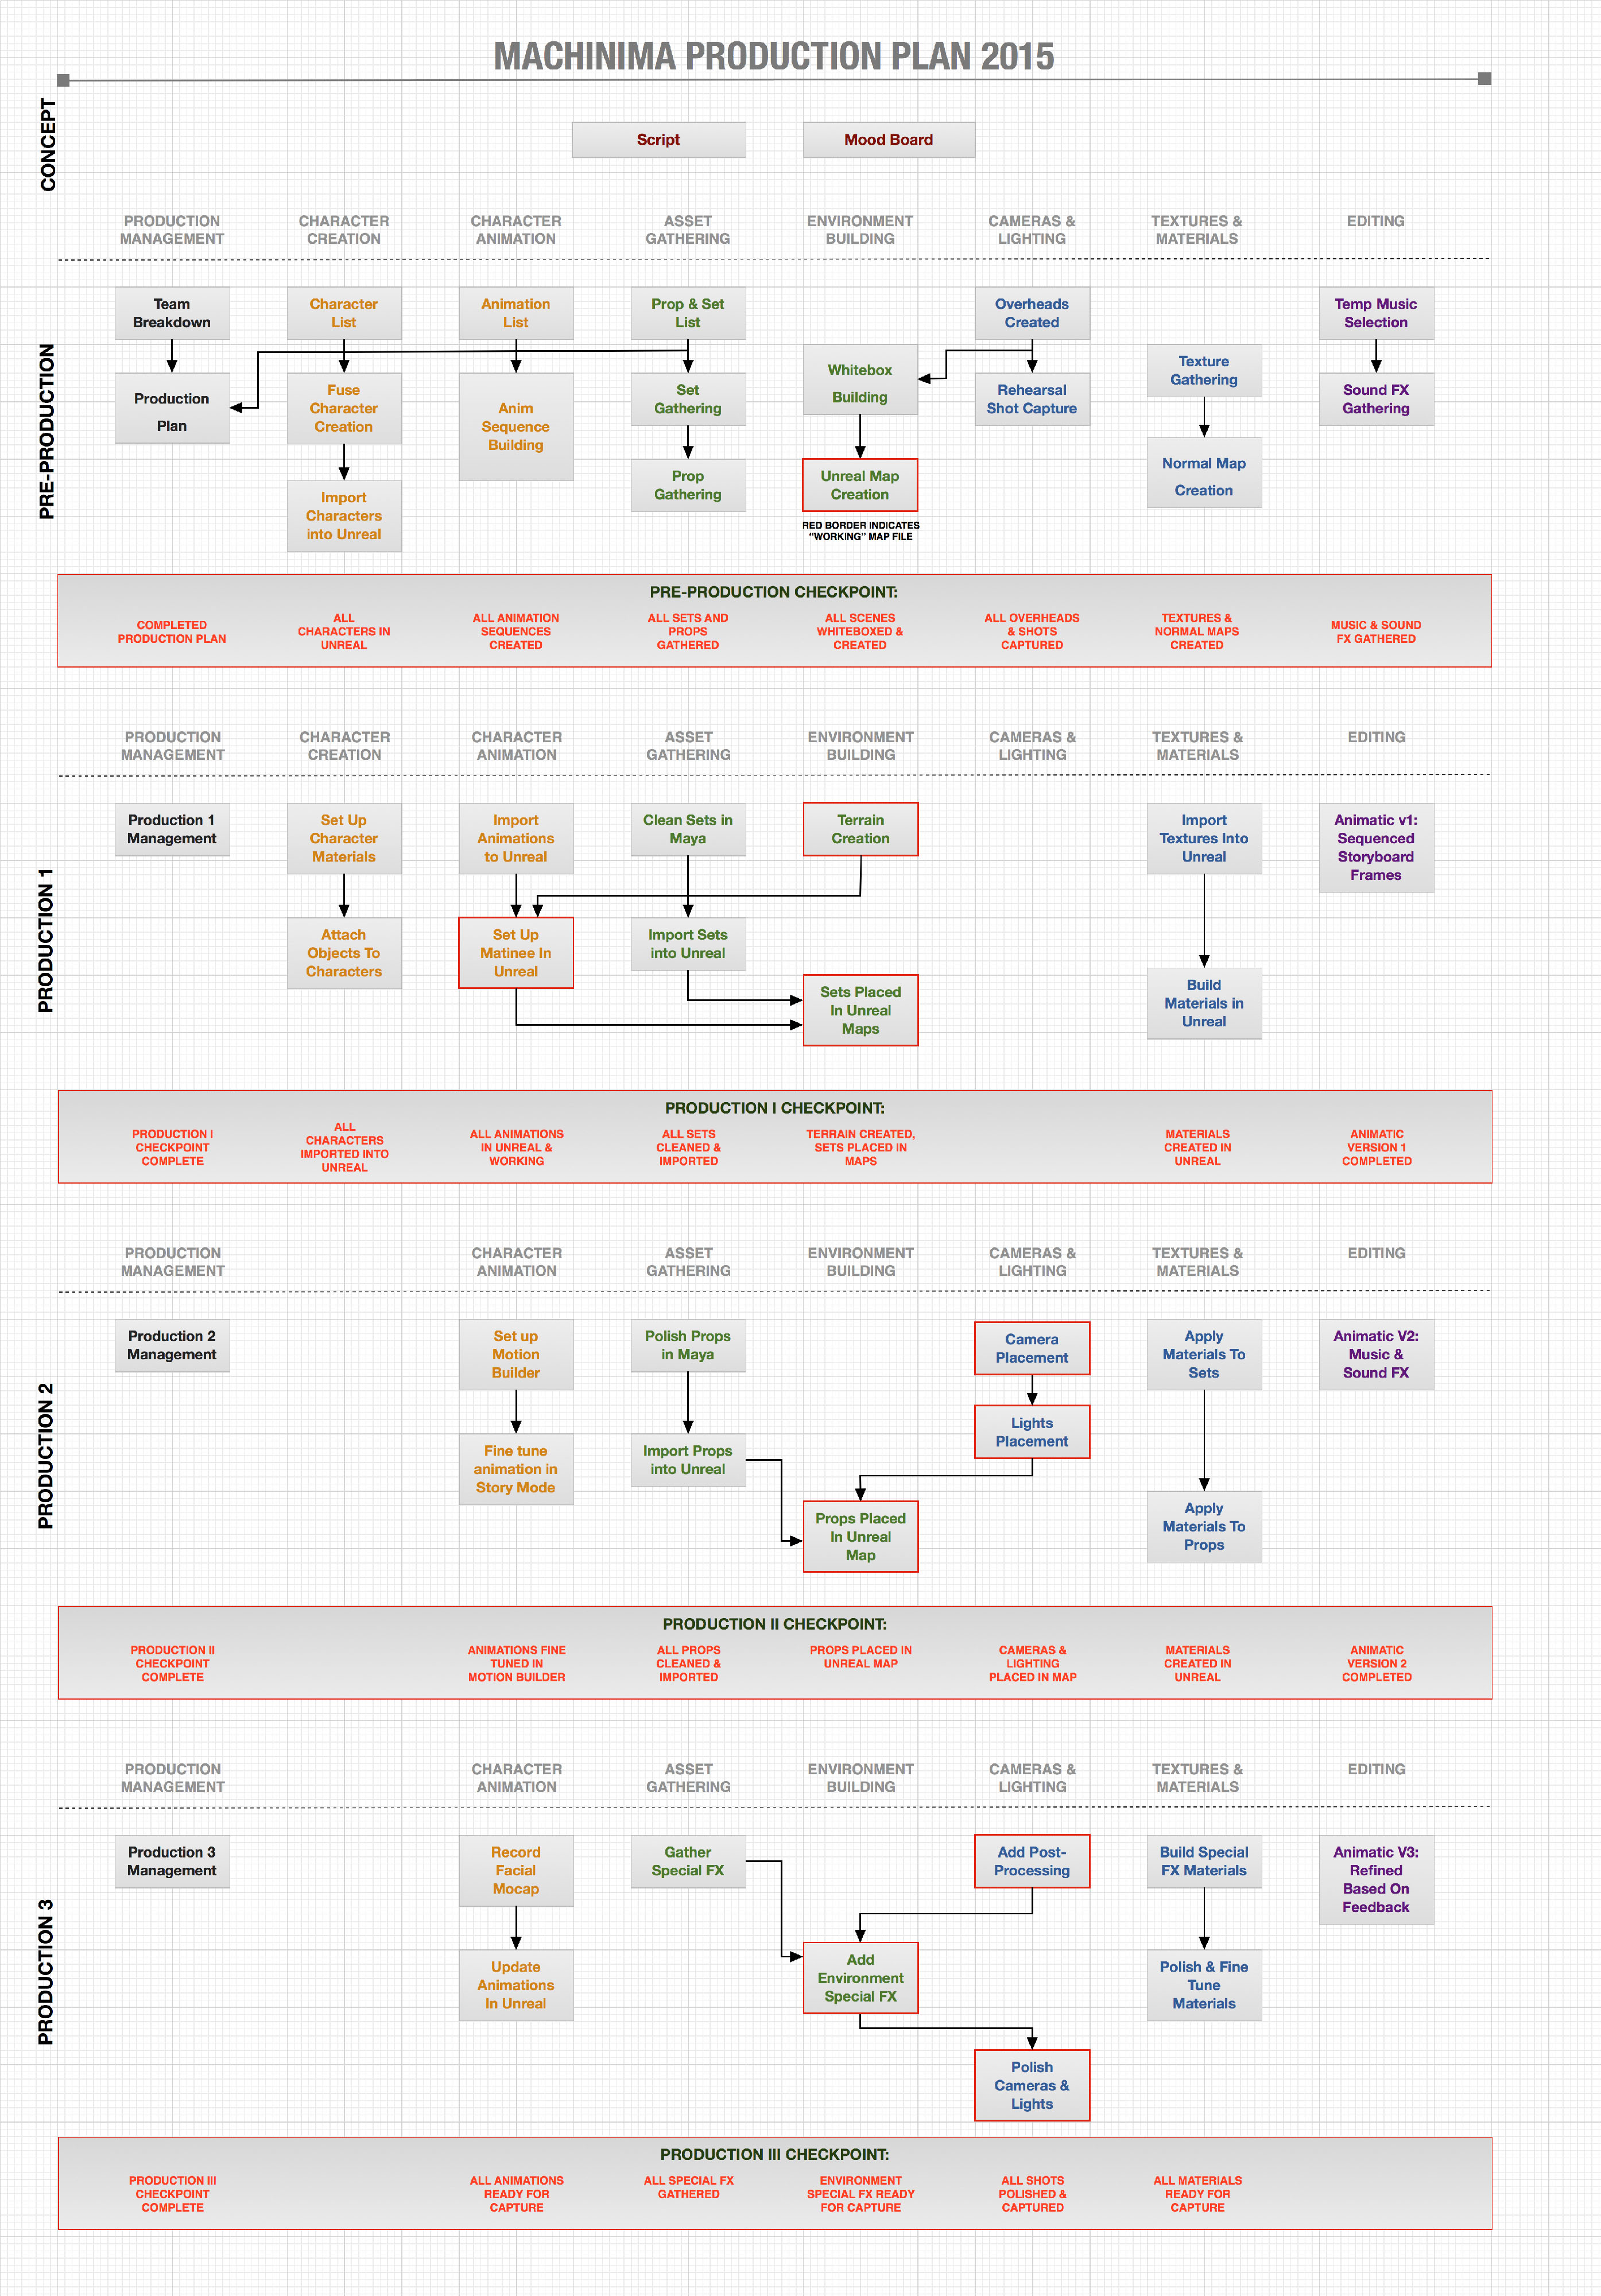 MACHINIMA PRODUCTION PLAN 2015
CONCEPT
Script
Mood Board
PRODUCTION
MANAGEMENT
CHARACTER
CREATION
CHARACTER
ANIMATION
ASSET
GATHERING
ENVIRONMENT
BUILDING
CAMERAS &
LIGHTING
TEXTURES &
MATERIALS
EDITING
PRE-PRODUCTION
Team
Breakdown
Character
List
Animation
List
Prop & Set
List
Overheads
Created
Temp Music
Selection
Production
Plan
Fuse
Character
Creation
Anim
Sequence
Building
Set
Gathering
Whitebox
Building
Rehearsal
Shot Capture
Texture
Gathering
Sound FX
Gathering
Import
Characters
into Unreal
Prop
Gathering
Unreal Map
Creation
RED BORDER INDICATES
"WORKING" MAP FILE
Normal Map
Creation
PRE-PRODUCTION CHECKPOINT:
COMPLETED
PRODUCTION PLAN
ALL
CHARACTERS IN
UNREAL
ALL ANIMATION
SEQUENCES
CREATED
ALL SETS AND
PROPS
GATHERED
ALL SCENES
WHITEBOXED &
CREATED
ALL OVERHEADS
& SHOTS
CAPTURED
TEXTURES &
NORMAL MAPS
CREATED
MUSIC & SOUND
FX GATHERED
PRODUCTION
MANAGEMENT
CHARACTER
CREATION
CHARACTER
ANIMATION
ASSET
GATHERING
ENVIRONMENT
BUILDING
CAMERAS &
LIGHTING
TEXTURES &
MATERIALS
EDITING
PRODUCTION 1
Production 1
Management
Set Up
Character
Materials
Import
Animations
to Unreal
Clean Sets in
Maya
Terrain
Creation
Import
Textures Into
Unreal
Animatic v1:
Sequenced
Storyboard
Frames
Attach
Objects To
Characters
Set Up
Matinee In
Unreal
Import Sets
into Unreal
Sets Placed
In Unreal
Maps
Build
Materials in
Unreal
PRODUCTION I CHECKPOINT:
PRODUCTION I
CHECKPOINT
COMPLETE
ALL
CHARACTERS
IMPORTED INTO
UNREAL
ALL ANIMATIONS
IN UNREAL &
WORKING
ALL SETS
CLEANED &
IMPORTED
TERRAIN CREATED,
SETS PLACED IN
MAPS
MATERIALS
CREATED IN
UNREAL
ANIMATIC
VERSION 1
COMPLETED
PRODUCTION
MANAGEMENT
CHARACTER
ANIMATION
ASSET
GATHERING
ENVIRONMENT
BUILDING
CAMERAS &
LIGHTING
TEXTURES &
MATERIALS
EDITING
PRODUCTION 2
Production 2
Management
Set up
Motion
Builder
Polish Props
in Maya
Camera
Placement
Apply
Materials To
Sets
Animatic V2:
Music &
Sound FX
Fine tune
animation in
Story Mode
Import Props
into Unreal
Lights
Placement
Props Placed
In Unreal
Map
Apply
Materials To
Props
PRODUCTION II CHECKPOINT:
PRODUCTION II
CHECKPOINT
COMPLETE
ANIMATIONS FINE
TUNED IN
MOTION BUILDER
ALL PROPS
CLEANED &
IMPORTED
PROPS PLACED IN
UNREAL MAP
CAMERAS &
LIGHTING
PLACED IN MAP
MATERIALS
CREATED IN
UNREAL
ANIMATIC
VERSION 2
COMPLETED
PRODUCTION
MANAGEMENT
CHARACTER
ANIMATION
ASSET
GATHERING
ENVIRONMENT
BUILDING
CAMERAS &
LIGHTING
TEXTURES &
MATERIALS
EDITING
PRODUCTION 3
Production 3
Management
Record
Facial
Mocap
Gather
Special FX
Add Post-
Processing
Build Special
FX Materials
Animatic V3:
Refined
Based On
Feedback
Update
Animations
In Unreal
Add
Environment
Special FX
Polish & Fine
Tune
Materials
Polish
Cameras &
Lights
PRODUCTION III CHECKPOINT:
PRODUCTION III
CHECKPOINT
COMPLETE
ALL ANIMATIONS
READY FOR
CAPTURE
ALL SPECIAL FX
GATHERED
ENVIRONMENT
SPECIAL FX READY
FOR CAPTURE
ALL SHOTS
POLISHED &
CAPTURED
ALL MATERIALS
READY FOR
CAPTURE